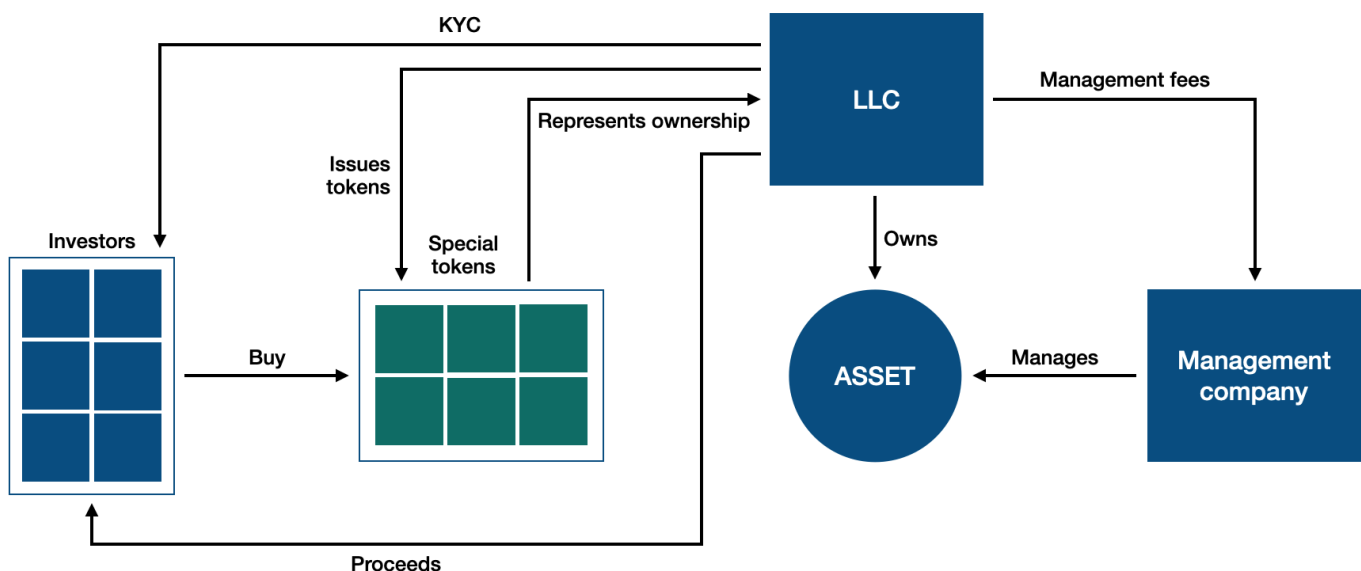 KYC
LLC
Management fees
Represents ownership
Issues
tokens
Investors
Special
tokens
Owns
Buy
ASSET
Manages
Management
company
Proceeds